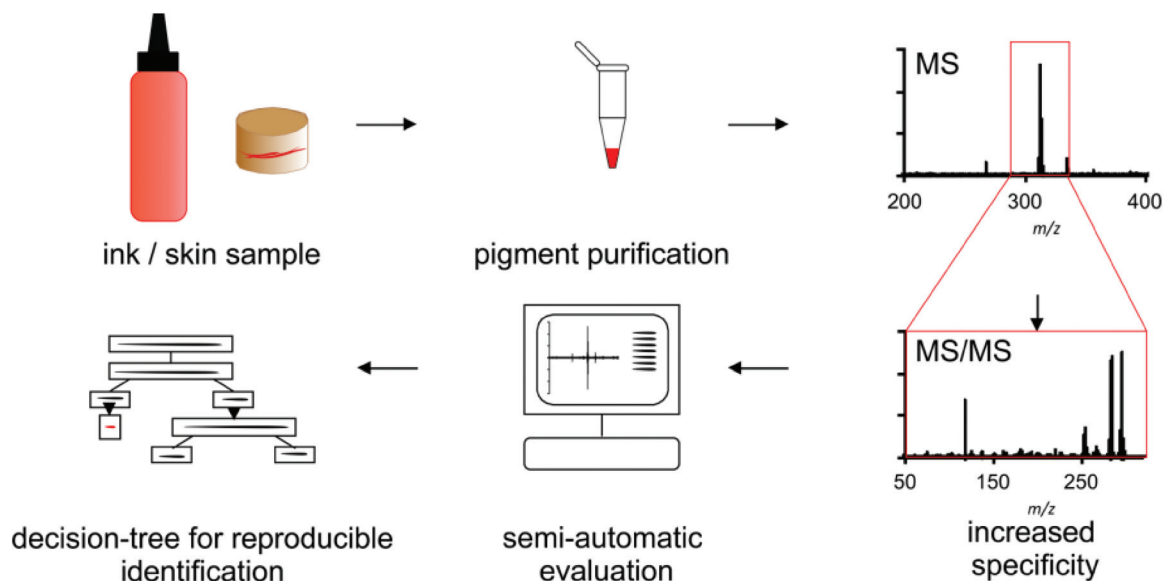 MS
200
300
400
m/z
ink / skin sample
pigment purification
MS/MS
50
150
250
m/z
increased
specificity
semi-automatic
evaluation
decision-tree for reproducible
identification